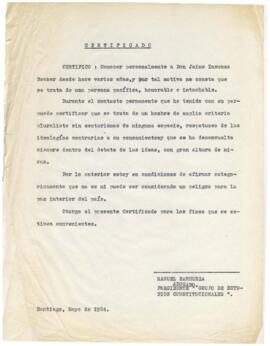 CERTIFICADO
CERTIFICO : Conocer personalmente a Don Jaime Insunza
Becker desde hace varios años, y por tal motivo me consta que
se trata de una persona pacífica, honorable e intachable.
Durante el contacto permanente que he tenido con su per-
puedo certificar que se trata de un hombre de amplio criterio
pluralista sin sectarismos de ninguna especie, respetuoso de las
ideologías contrarias a su pensamiento y que se ha desenvuelto
siempre dentro del debate de las ideas, con gran altura de mi-
ras.
Por lo anterior estoy en condiciones de afirmar categó-
ricamente que no es ni puede ser considerado un peligro para la
paz interior del país.
Otorgo el presente Certificado para los fines que se es-
timen convenientes.
MANUEL SANHUEZA
ABOGADO
PRESIDENTE "GRUPO DE ESTU-
DIOS CONSTITUCIONALES ".
Santiago, Mayo de 1984.